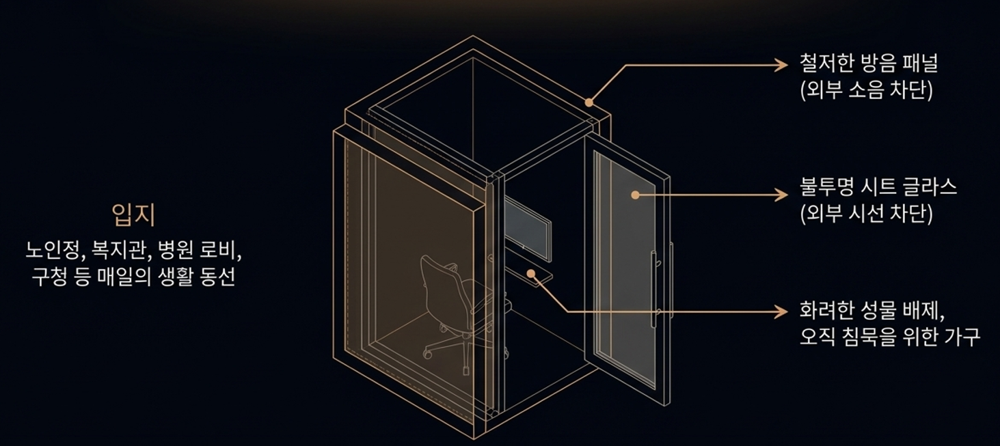 입지
노인정, 복지관, 병원 로비,
구청 등 매일의 생활 동선
철저한 방음 패널
(외부 소음 차단)
불투명 시트 글라스
(외부 시선 차단)
화려한 성물 배제,
오직 침묵을 위한 가구